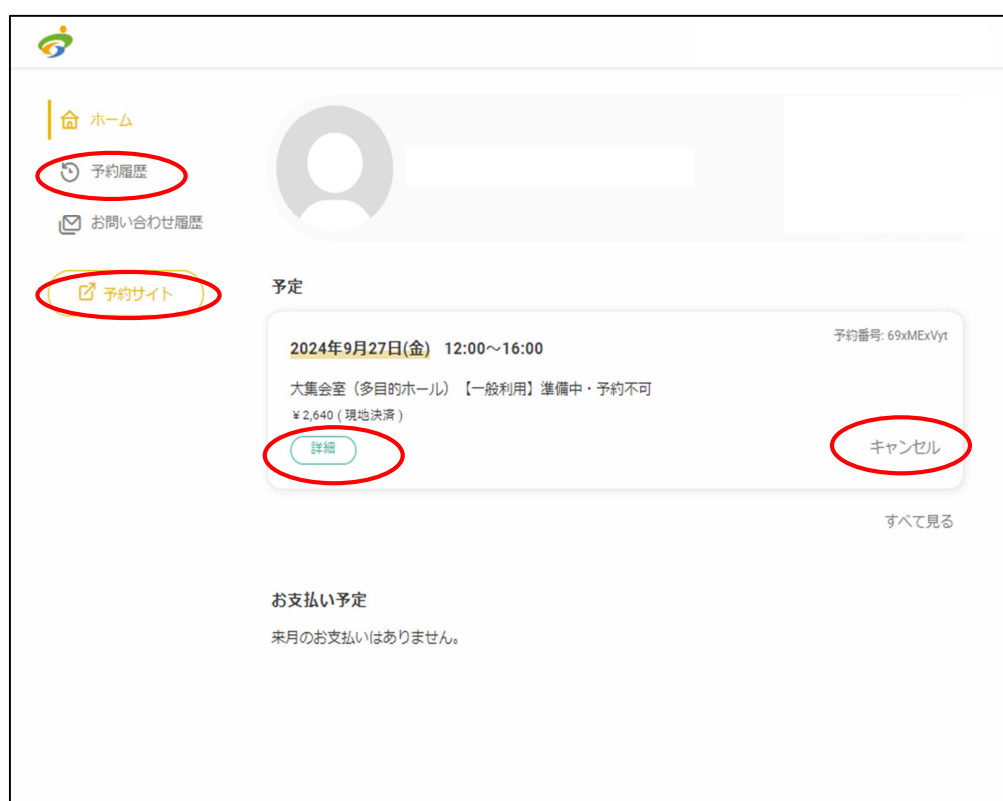 ホーム
予約履歴
お問い合わせ履歴
予約サイト
予定
予約番号: 69xMExVyt
2024年9月27日(金) 12:00～16:00
大集会室（多目的ホール）【一般利用】準備中・予約不可
¥2,640 ( 現地決済 )
詳細
キャンセル
すべて見る
お支払い予定
来月のお支払いはありません。